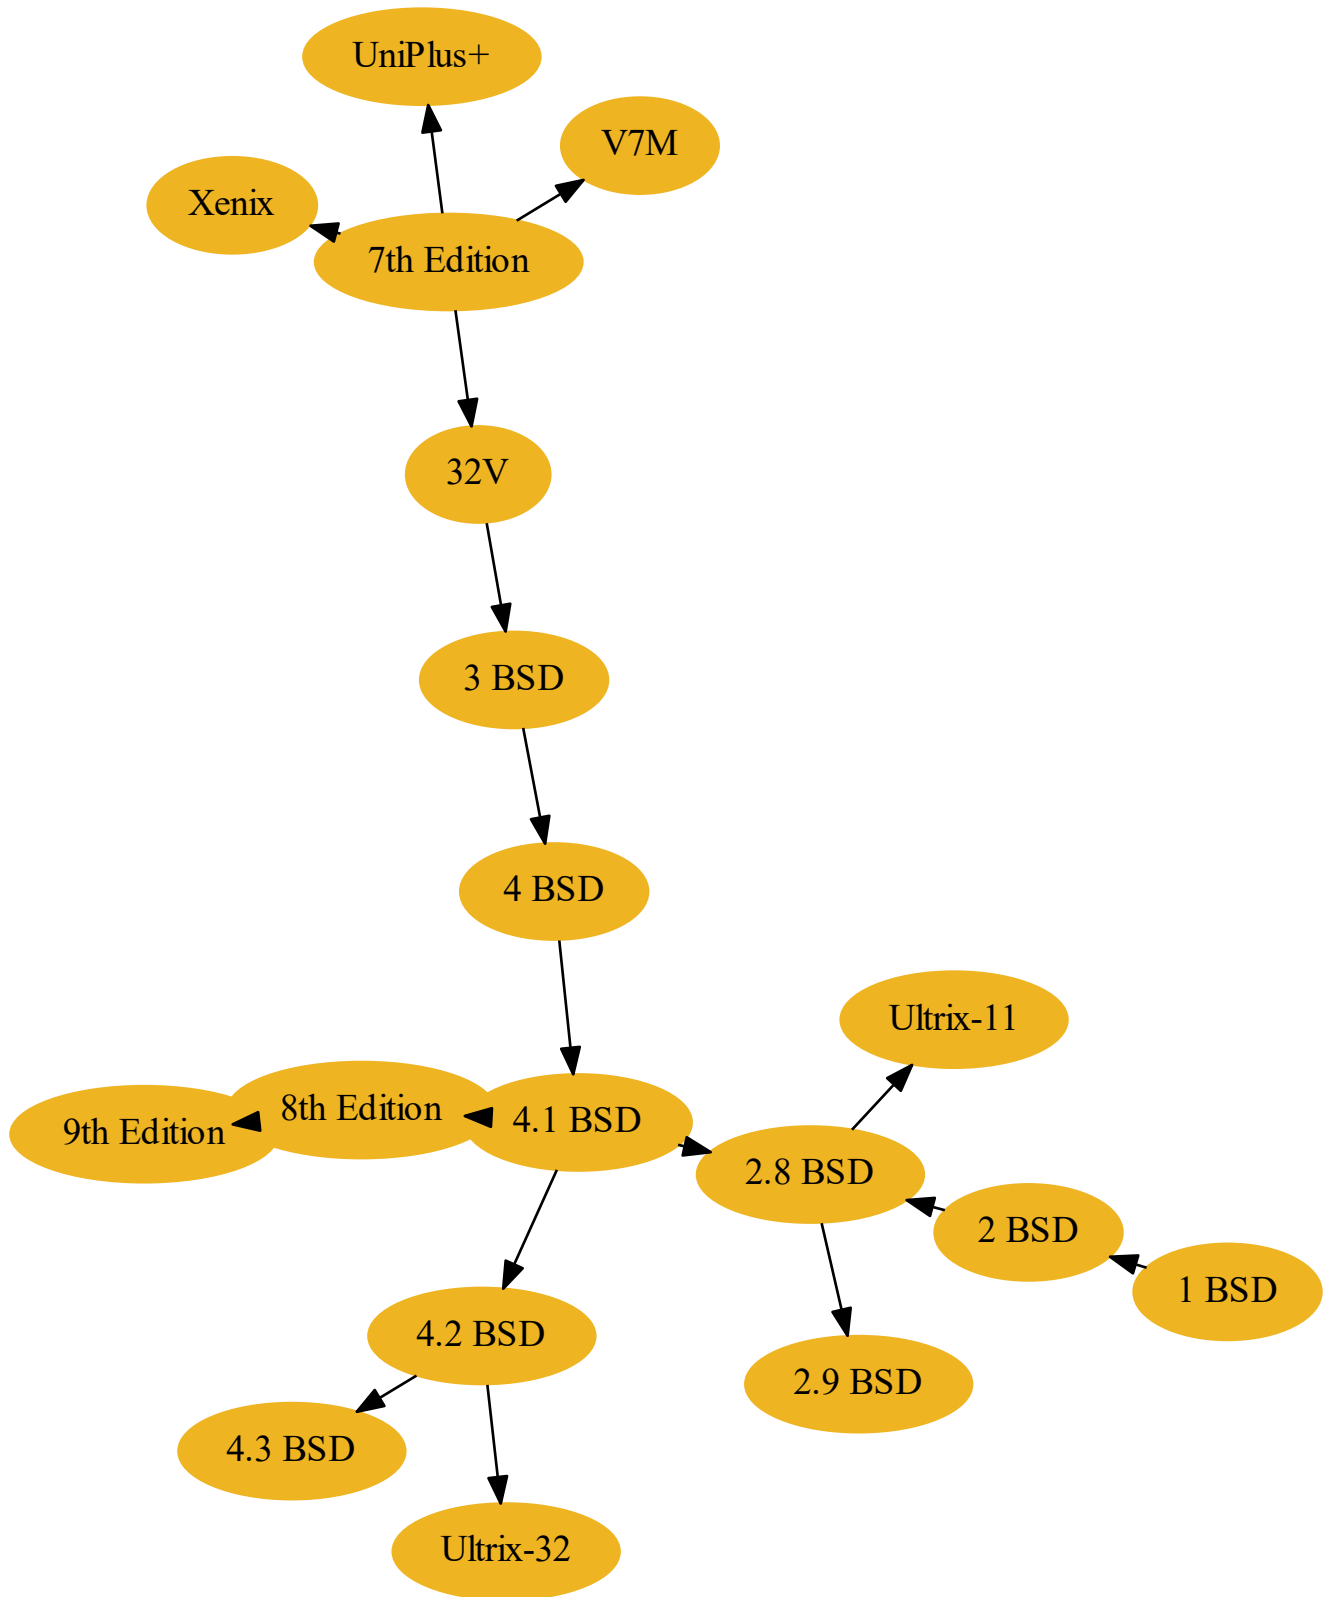 UniPlus+
V7M
Xenix
7th Edition
32V
3 BSD
4 BSD
Ultrix-11
9th Edition
8th Edition
4.1 BSD
2.8 BSD
2 BSD
1 BSD
4.2 BSD
2.9 BSD
4.3 BSD
Ultrix-32